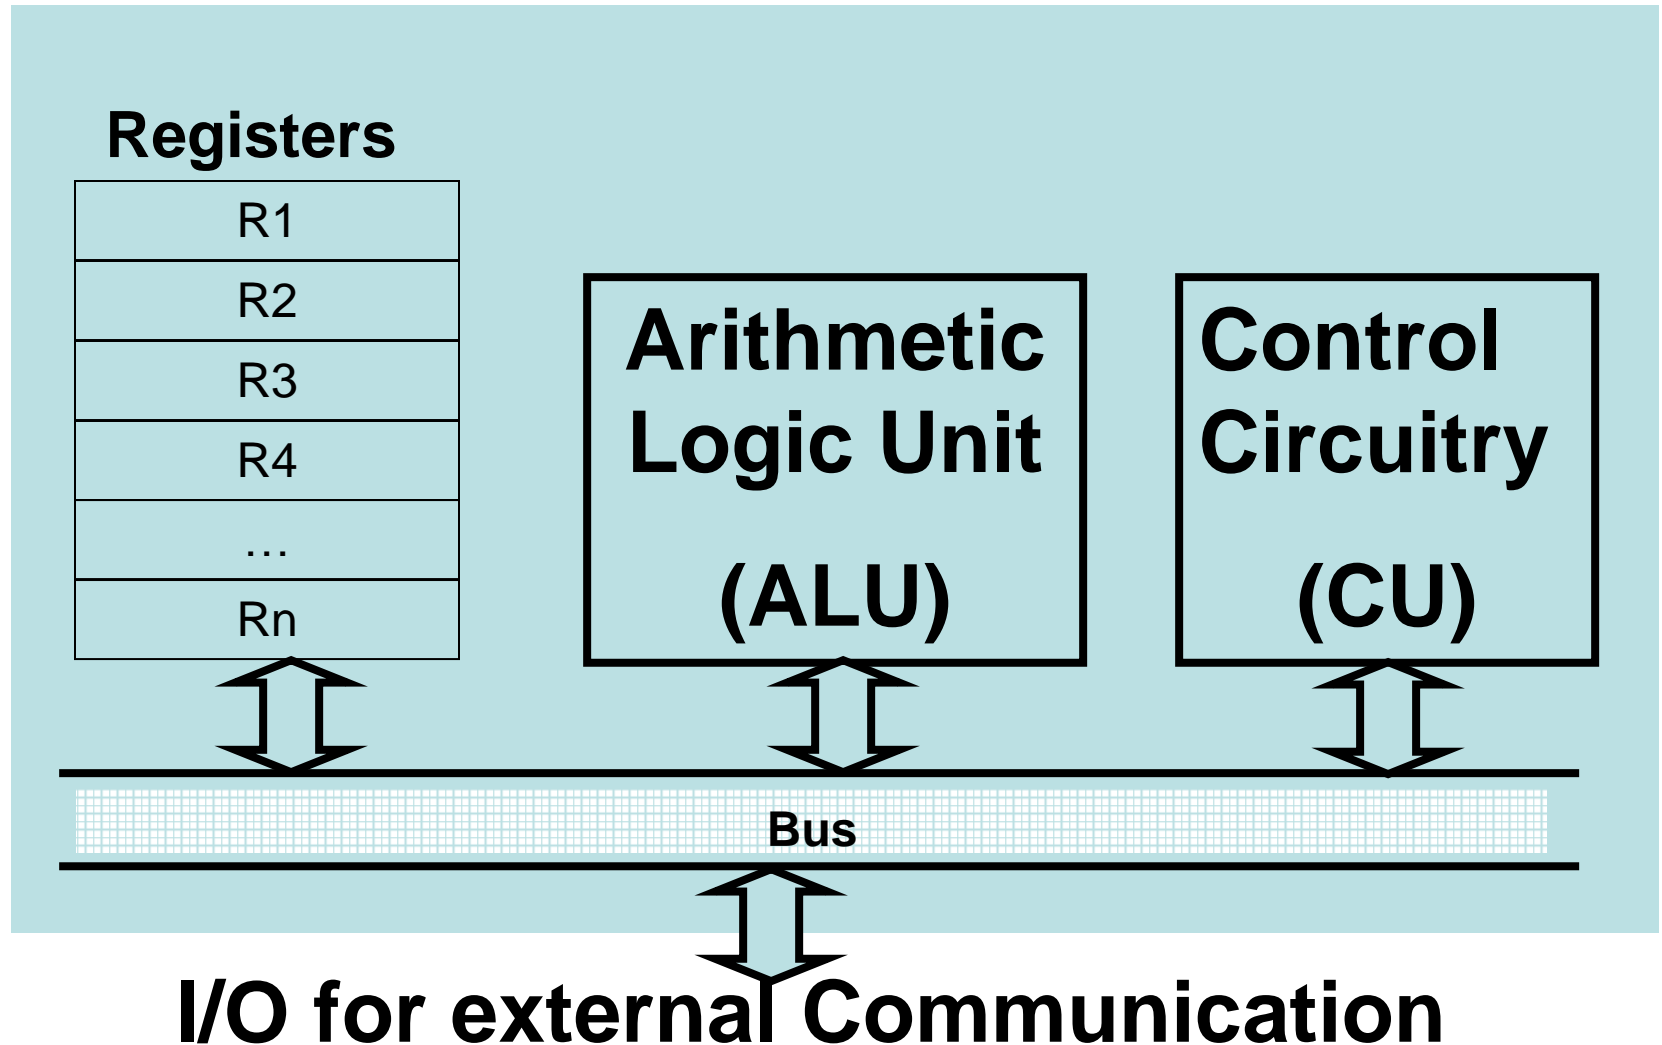 Registers
R1
R2
R3
R4
…
Rn
Arithmetic
Logic Unit
(ALU)
Control
Circuitry
(CU)
Bus
I/O for external Communication